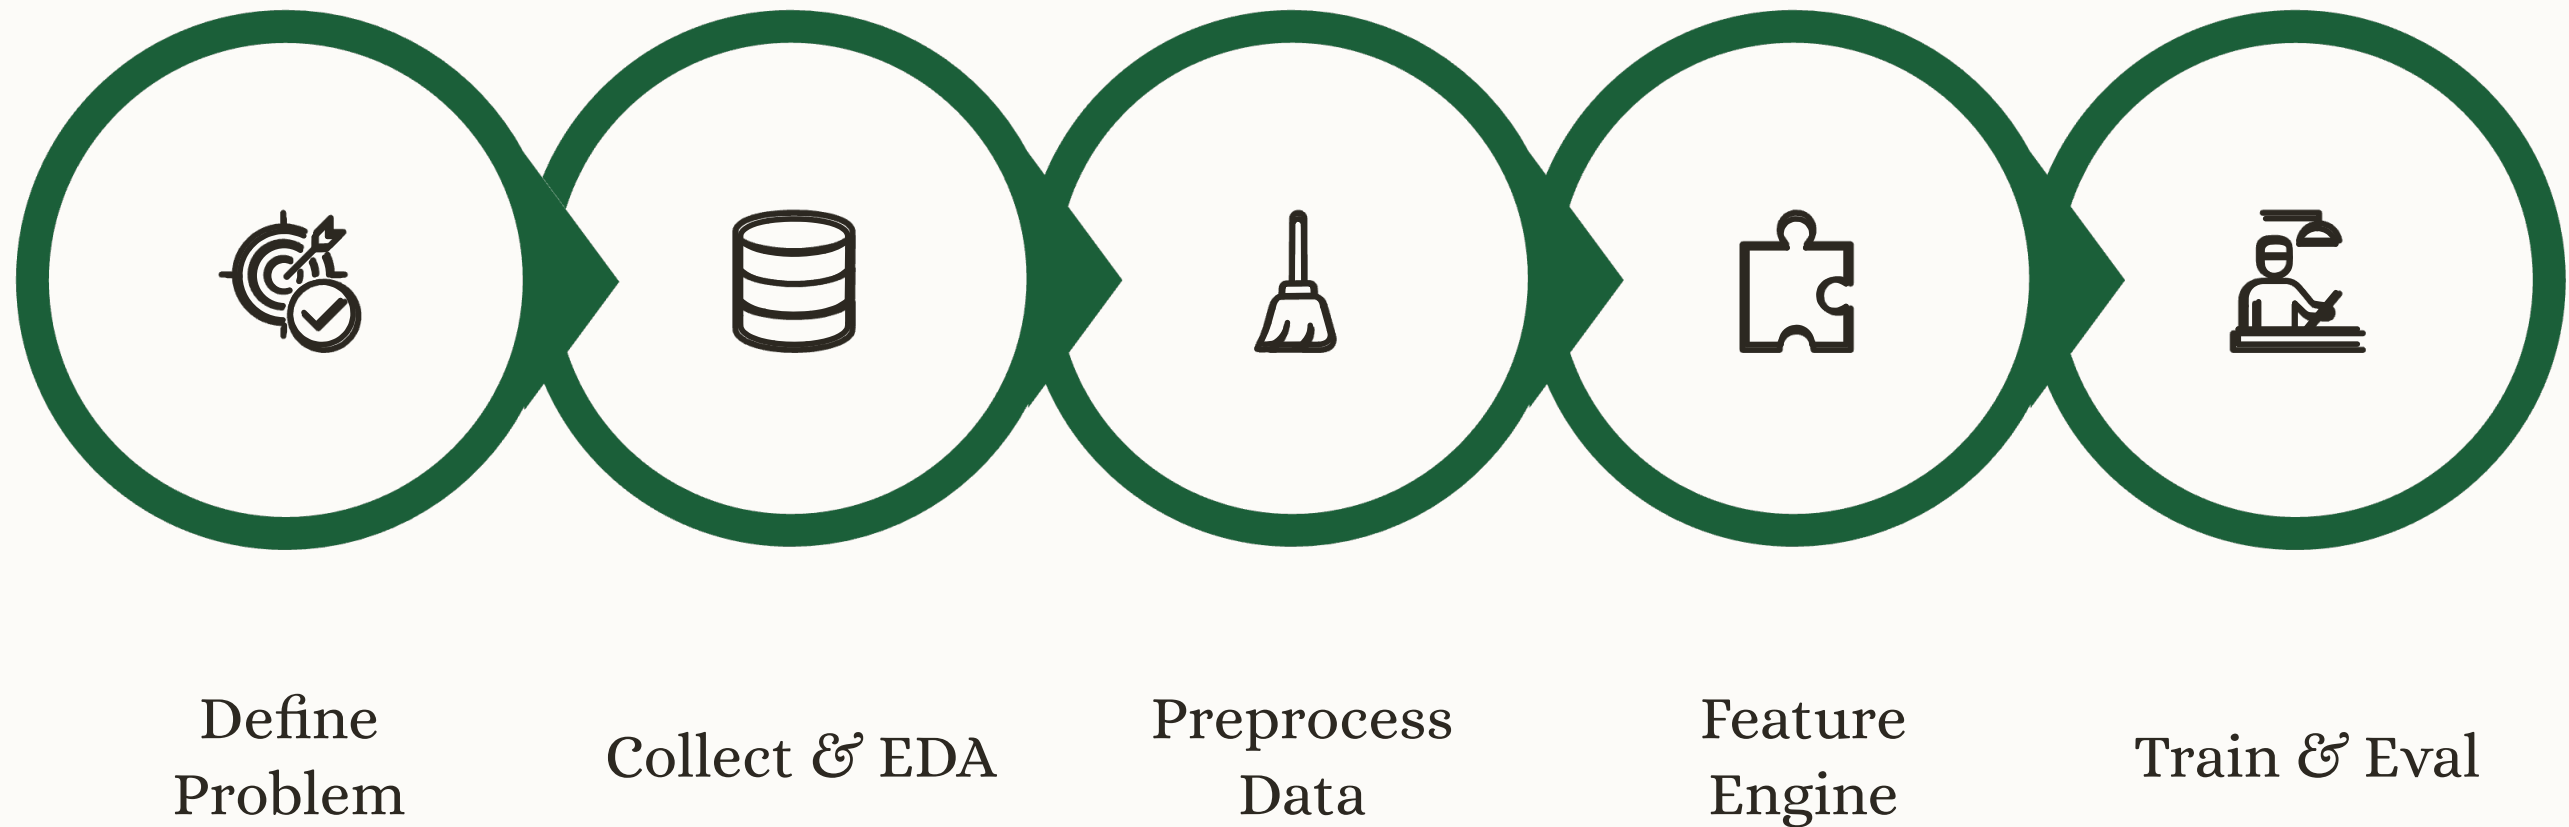 Define
Problem
Collect & EDA
Preprocess
Data
Feature
Engine
Train & Eval